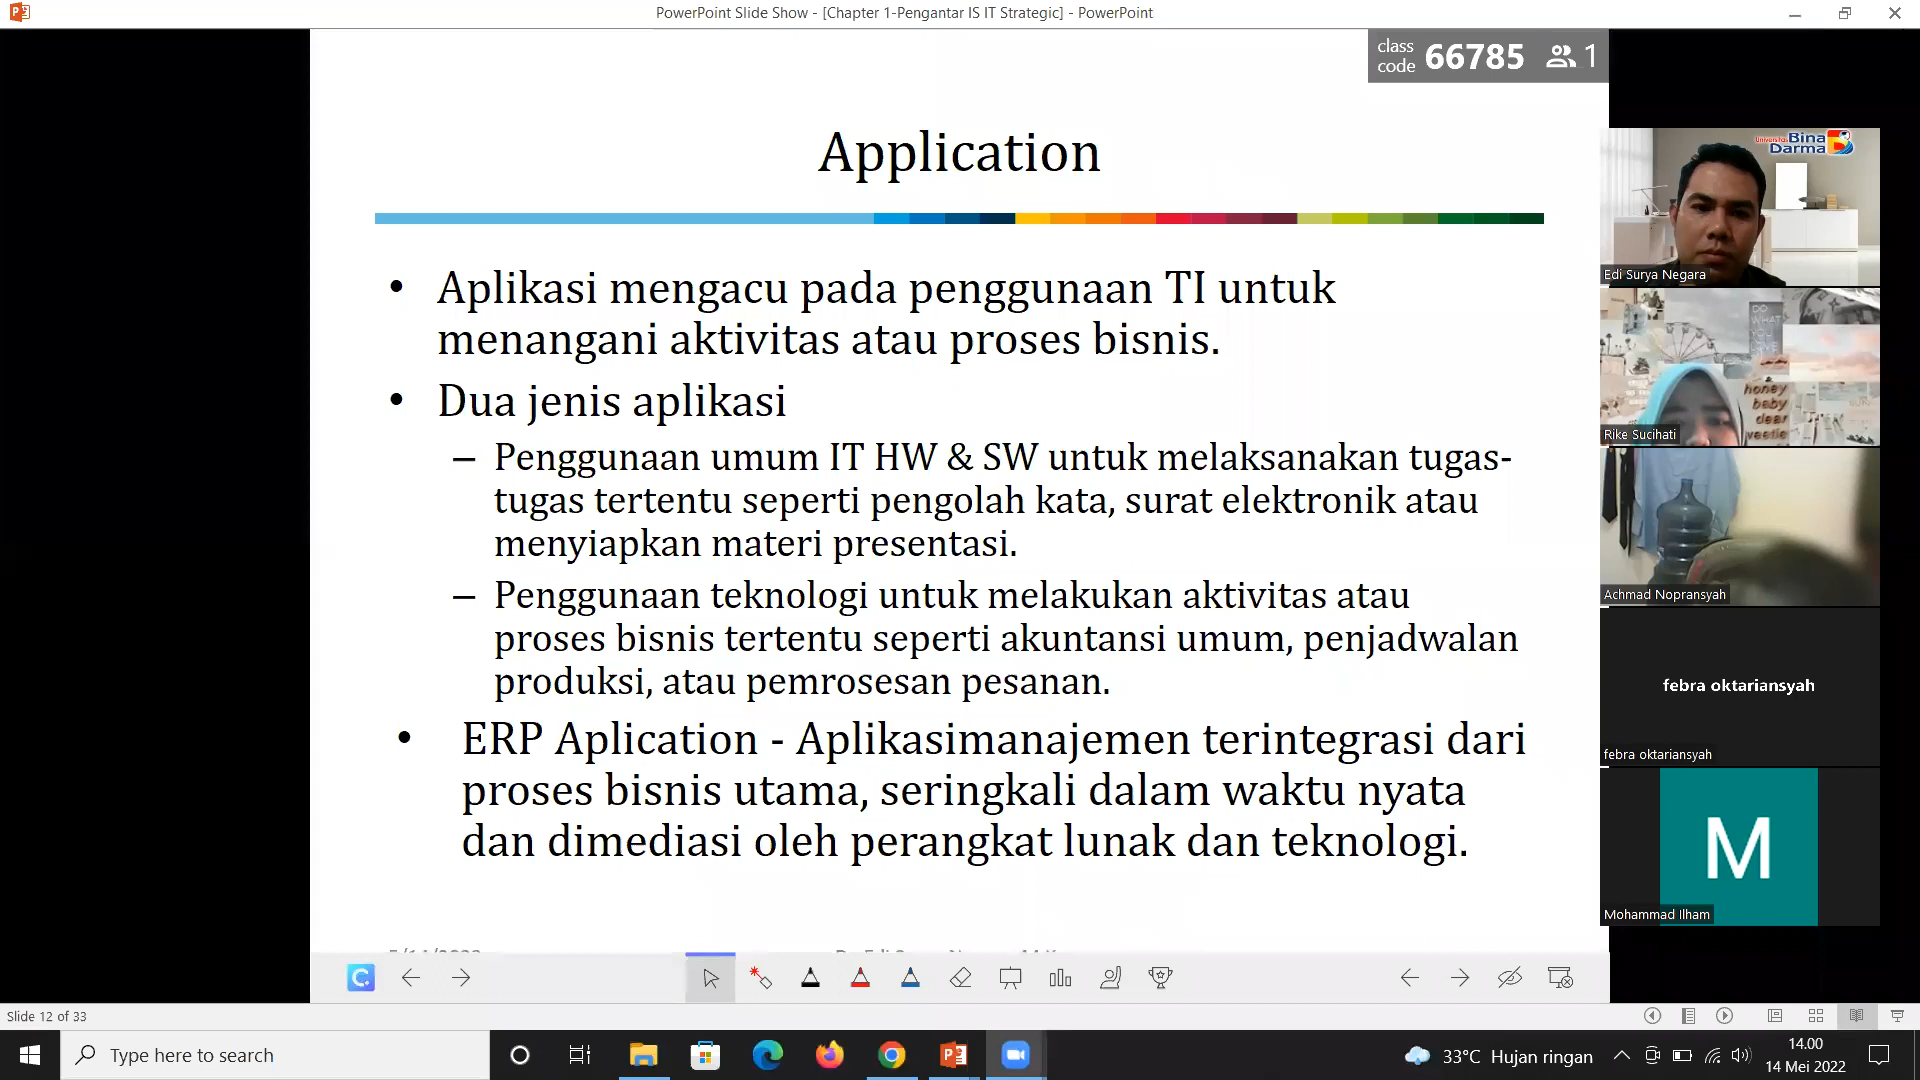 PowerPoint Slide Show - [Chapter 1-Pengantar IS IT Strategic] - PowerPoint
class code 66785 1
Application
• Aplikasi mengacu pada penggunaan TI untuk
menangani aktivitas atau proses bisnis.
• Dua jenis aplikasi
– Penggunaan umum IT HW & SW untuk melaksanakan tugas-
tugas tertentu seperti pengolah kata, surat elektronik atau
menyiapkan materi presentasi.
– Penggunaan teknologi untuk melakukan aktivitas atau
proses bisnis tertentu seperti akuntansi umum, penjadwalan
produksi, atau pemrosesan pesanan.
• ERP Aplication - Aplikasimanajemen terintegrasi dari
proses bisnis utama, seringkali dalam waktu nyata
dan dimediasi oleh perangkat lunak dan teknologi.
Universitas
Bina
Darma
Edi Surya Negara
DO
WHAT
YOU
LOVE
honey
baby
dear
Rike Sucihati
Achmad Nopransyah
febra oktariansyah
febra oktariansyah
M
Mohammad Ilham
Slide 12 of 33
Type here to search
33°C Hujan ringan
14.00
14 Mei 2022